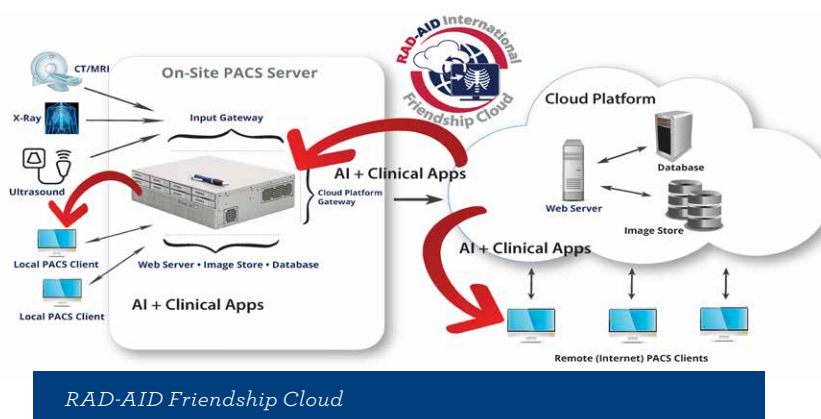 RAD-AID International
Friendship Cloud
CT/MRI
On-Site PACS Server
X-Ray
Input Gateway
Cloud Platform
Ultrasound
AI + Clinical Apps
Cloud Platform
Gateway
Database
Web Server
Image Store
AI + Clinical Apps
Local PACS Client
Web Server • Image Store • Database
Local PACS Client
AI + Clinical Apps
Remote (Internet) PACS Clients
RAD-AID Friendship Cloud